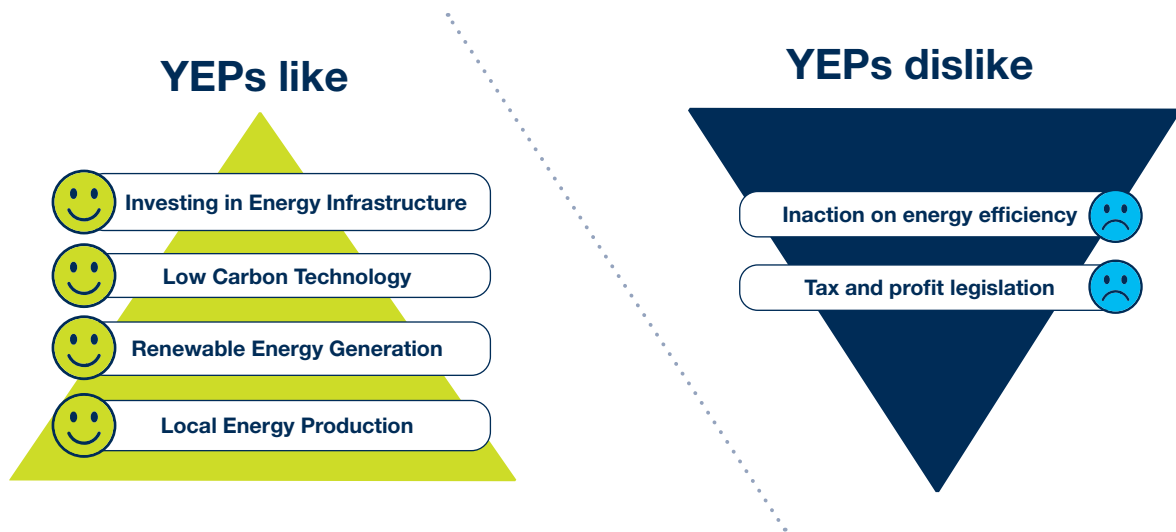 YEPs like
Investing in Energy Infrastructure
Low Carbon Technology
Renewable Energy Generation
Local Energy Production
YEPs dislike
Inaction on energy efficiency
Tax and profit legislation